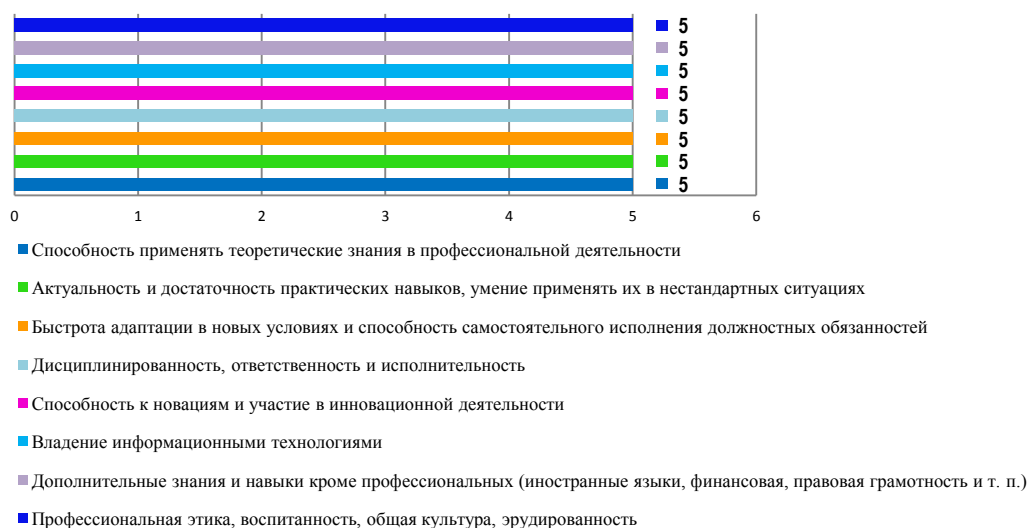 5
5
5
5
5
5
5
5
0 1 2 3 4 5 6
Способность применять теоретические знания в профессиональной деятельности
Актуальность и достаточность практических навыков, умение применять их в нестандартных ситуациях
Быстрота адаптации в новых условиях и способность самостоятельного исполнения должностных обязанностей
Дисциплинированность, ответственность и исполнительность
Способность к новациям и участие в инновационной деятельности
Владение информационными технологиями
Дополнительные знания и навыки кроме профессиональных (иностранные языки, финансовая, правовая грамотность и т. п.)
Профессиональная этика, воспитанность, общая культура, эрудированность